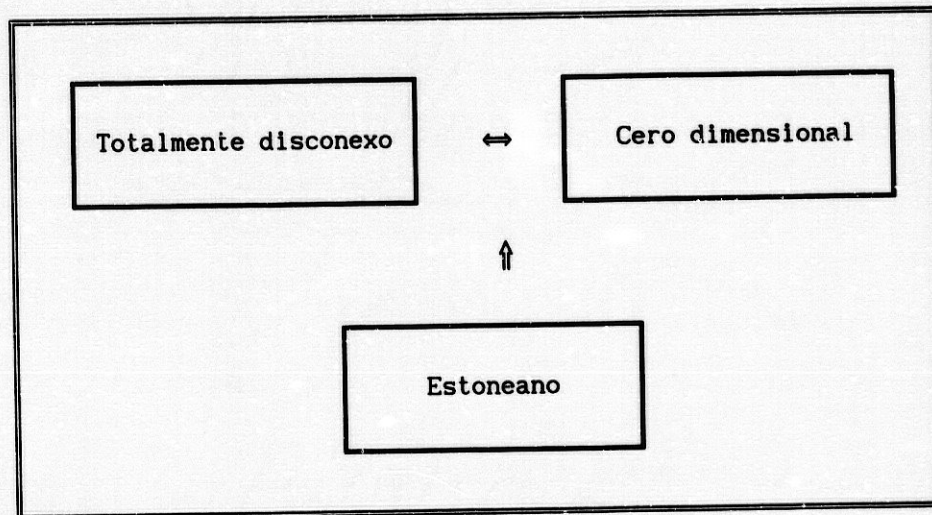 Totalmente disconexo ⇔ Cero dimensional
⇑
Estoneano